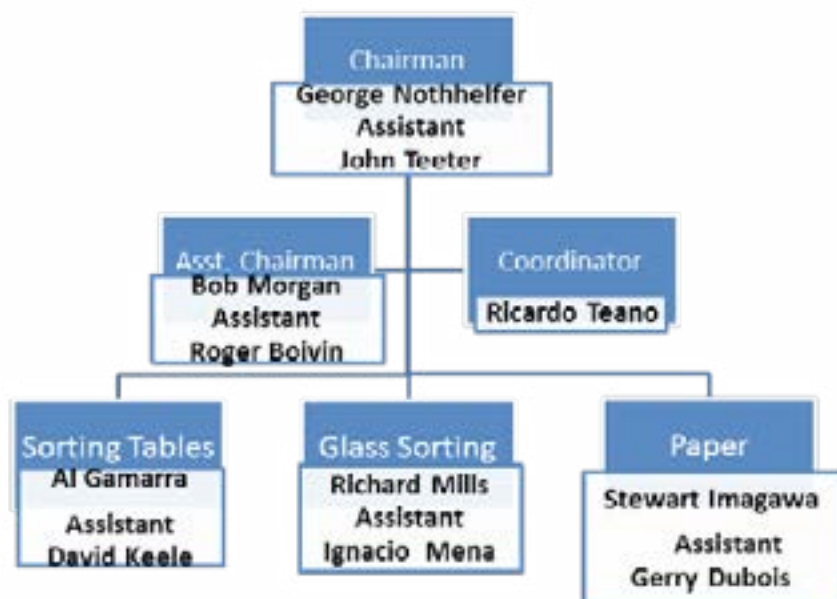 Chairman
George Nothhelfer
Assistant
John Teeter
Asst. Chairman
Bob Morgan
Assistant
Roger Boivin
Coordinator
Ricardo Teano
Sorting Tables
Al Gamarra
Assistant
David Keele
Glass Sorting
Richard Mills
Assistant
Ignacio Mena
Paper
Stewart Imagawa
Assistant
Gerry Dubois